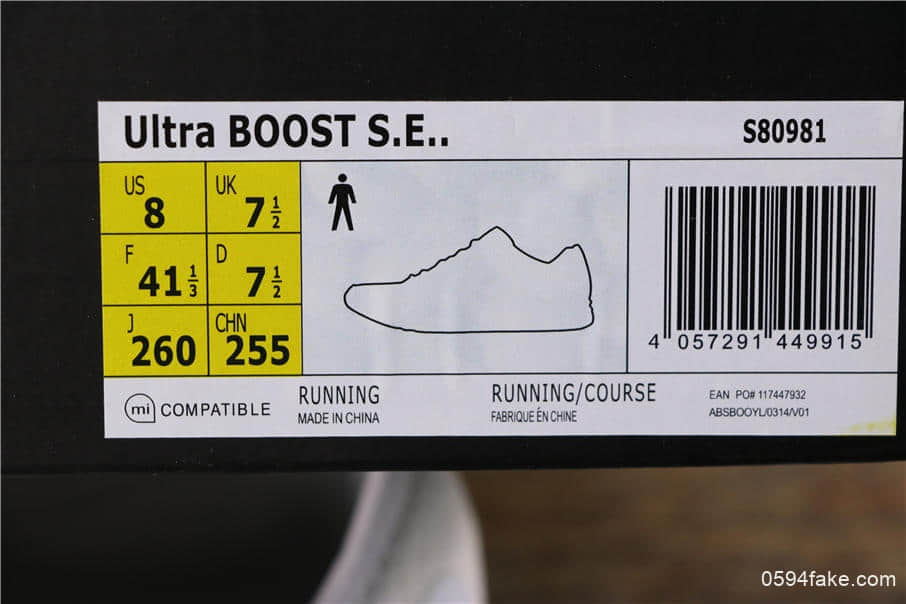 Ultra BOOST S.E.. S80981
US 8 UK 7 1/2
F 41 1/3 D 7 1/2
J 260 CHN 255
4 057291 449915
mi COMPATIBLE
RUNNING
MADE IN CHINA
RUNNING/COURSE
FABRIQUE ÉN CHINE
EAN PO# 117447932
ABSBOOYL/0314/V01
0594fake.com